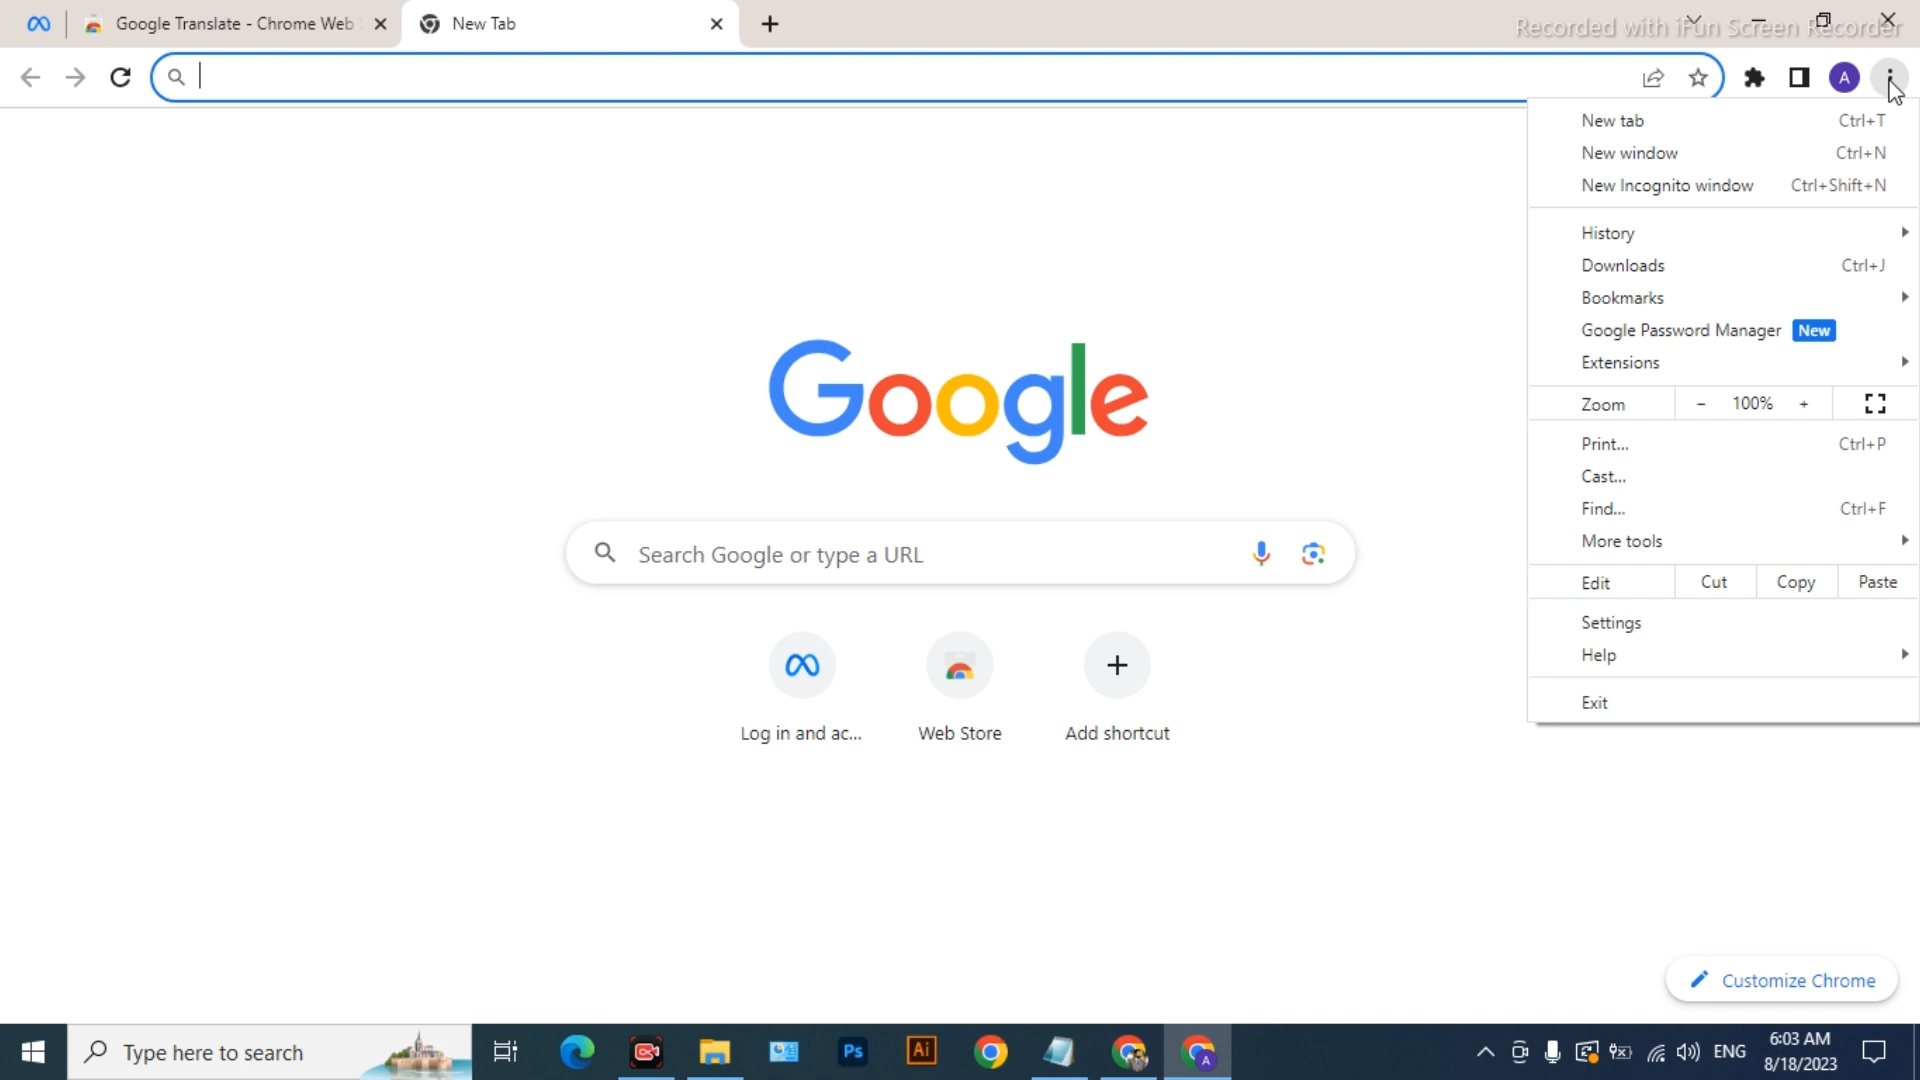 Google Translate - Chrome Web
New Tab
Recorded with iFun Screen Recorder
A
New tab Ctrl+T
New window Ctrl+N
New Incognito window Ctrl+Shift+N
History
Downloads Ctrl+J
Bookmarks
Google Password Manager New
Extensions
Zoom - 100% +
Print... Ctrl+P
Cast...
Find... Ctrl+F
More tools
Edit Cut Copy Paste
Settings
Help
Exit
Google
Search Google or type a URL
Log in and ac... Web Store Add shortcut
Customize Chrome
Type here to search
Ps
Ai
A
ENG
6:03 AM
8/18/2023